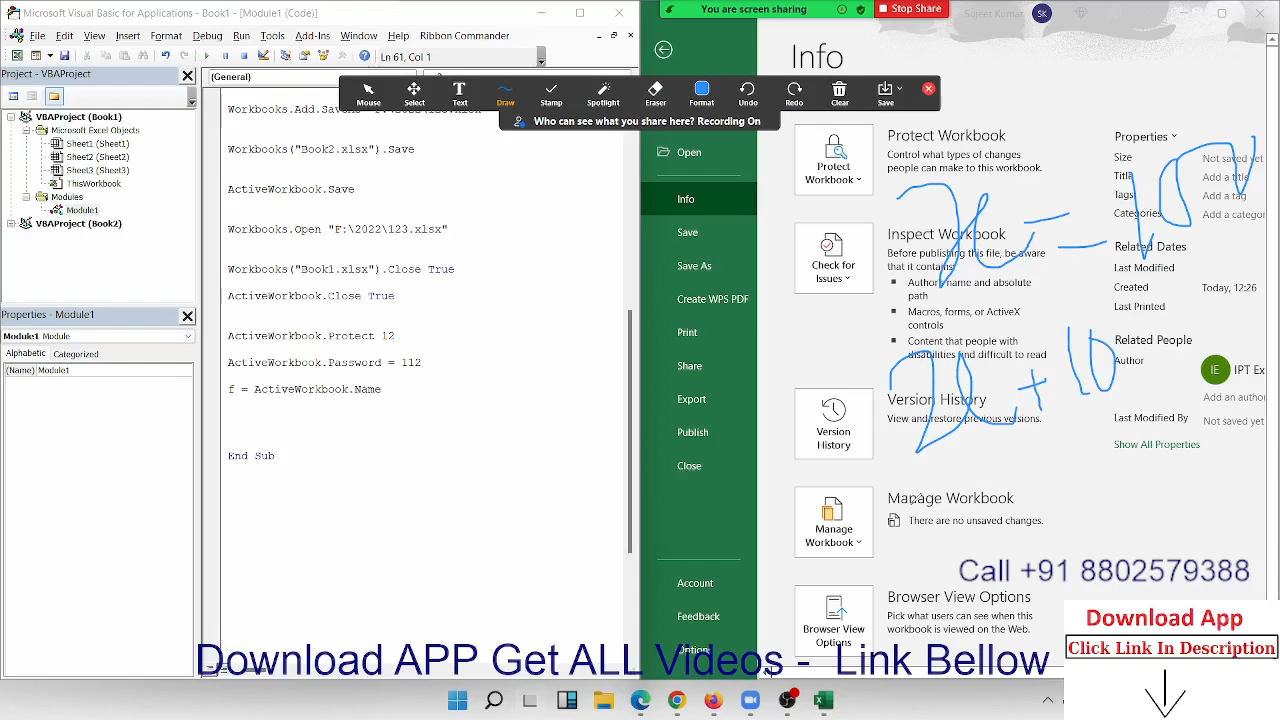 Microsoft Visual Basic for Applications - Book1 - [Module1 (Code)]
You are screen sharing
Stop Share
Sujeet Kumar
SK
File
Edit
View
Insert
Format
Debug
Run
Tools
Add-Ins
Window
Help
Ribbon Commander
Ln 61, Col 1
Project - VBAProject
(General)
VBAProject (Book1)
Microsoft Excel Objects
Sheet1 (Sheet1)
Sheet2 (Sheet2)
Sheet3 (Sheet3)
ThisWorkbook
Modules
Module1
VBAProject (Book2)
Properties - Module1
Module1 Module
Alphabetic
Categorized
(Name) Module1
Mouse
Select
Text
Draw
Stamp
Spotlight
Eraser
Format
Undo
Redo
Clear
Save
Who can see what you share here? Recording On
Workbooks("Book2.xlsx").Save
ActiveWorkbook.Save
Workbooks.Open "F:\2022\123.xlsx"
Workbooks("Book1.xlsx").Close True
ActiveWorkbook.Close True
ActiveWorkbook.Protect 12
ActiveWorkbook.Password = 112
f = ActiveWorkbook.Name
End Sub
Open
Info
Save
Save As
Create WPS PDF
Print
Share
Export
Publish
Close
Account
Feedback
Options
Info
Protect Workbook
Protect Workbook
Control what types of changes people can make to this workbook.
Check for Issues
Inspect Workbook
Before publishing this file, be aware that it contains:
Author name and absolute path
Macros, forms, or ActiveX controls
Content that people with disabilities find difficult to read
Version History
Version History
View and restore previous versions.
Manage Workbook
Manage Workbook
There are no unsaved changes.
Browser View Options
Browser View Options
Pick what users can see when this workbook is viewed on the Web.
Properties
Size Not saved yet
Title Add a title
Tags Add a tag
Categories Add a categor
Related Dates
Last Modified
Created Today, 12:26
Last Printed
Related People
Author
IE IPT Ex
Add an author
Last Modified By Not saved yet
Show All Properties
x + 10
Call +91 8802579388
Download App
Click Link In Description
Download APP Get ALL Videos - Link Bellow